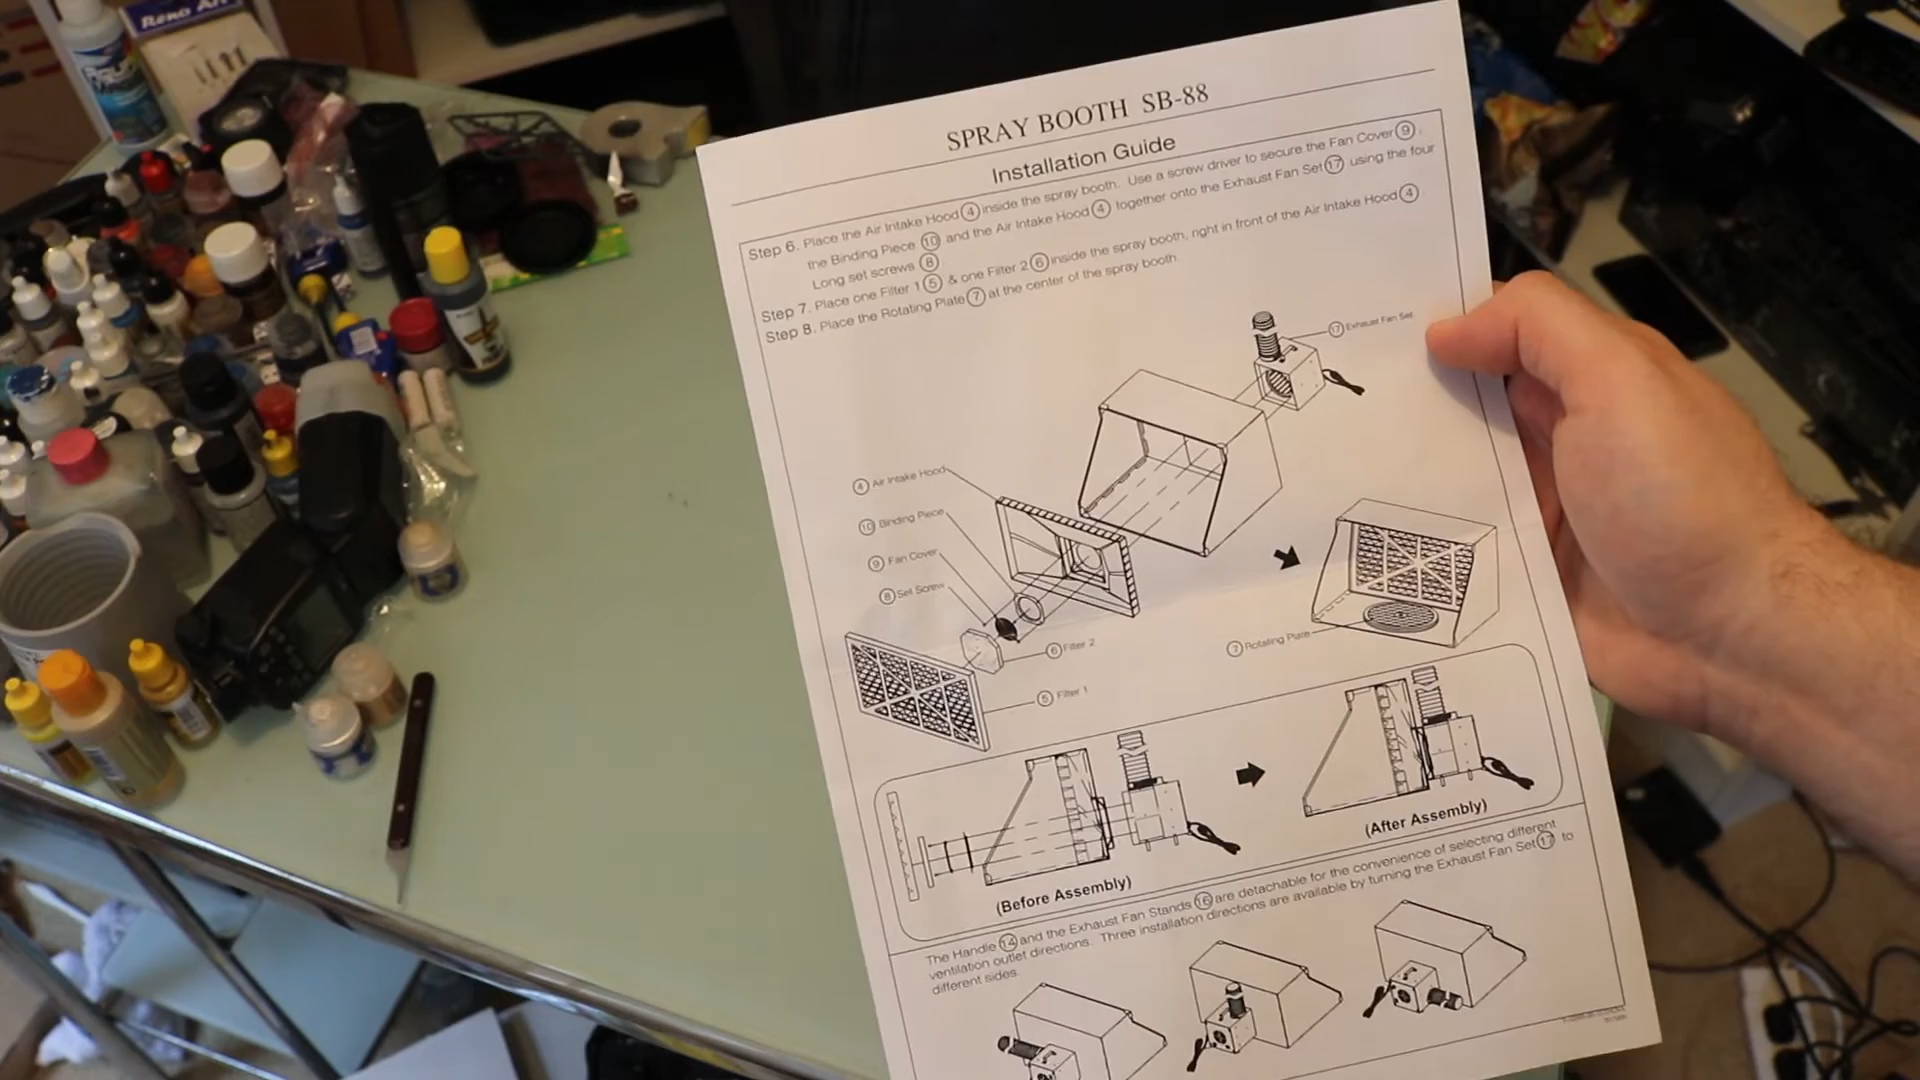 Reno Art
SPRAY BOOTH SB-88
Installation Guide
Step 6. Place the Air Intake Hood ④ inside the spray booth. Use a screw driver to secure the Fan Cover ⑨,
the Binding Piece ⑩ and the Air Intake Hood ④ together onto the Exhaust Fan Set ⑰ using the four
Long set screws ⑧
Step 7. Place one Filter 1 ⑤ & one Filter 2 ⑥ inside the spray booth, right in front of the Air Intake Hood ④
Step 8. Place the Rotating Plate ⑦ at the center of the spray booth.
⑰ Exhaust Fan Set
④ Air Intake Hood
⑩ Binding Piece
⑨ Fan Cover
⑧ Set Screw
⑥ Filter 2
⑦ Rotating Plate
⑤ Filter 1
(Before Assembly)
(After Assembly)
The Handle ⑭ and the Exhaust Fan Stands ⑯ are detachable for the convenience of selecting different
ventilation outlet directions. Three installation directions are available by turning the Exhaust Fan Set ⑰ to
different sides.